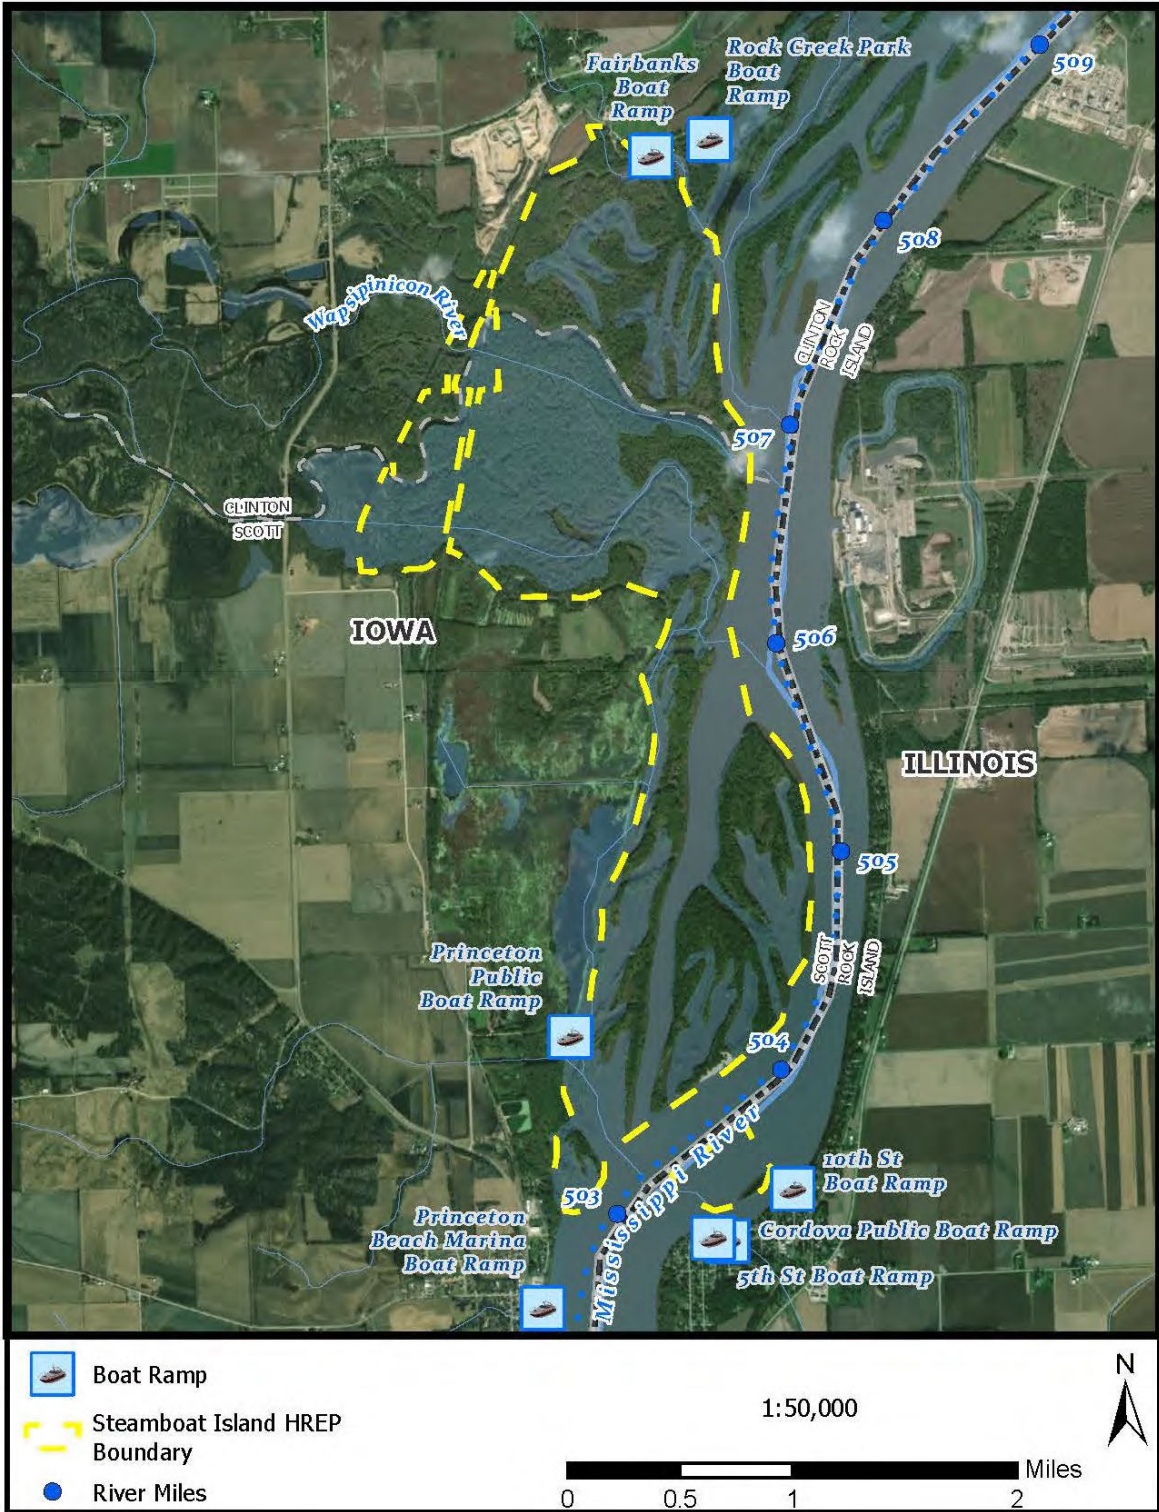 Rock Creek Park
Boat
Ramp
Fairbanks
Boat
Ramp
509
508
Wapsipinicon River
CLINTON
ROCK
ISLAND
507
CLINTON
SCOTT
IOWA
506
ILLINOIS
505
SCOTT
ROCK
ISLAND
Princeton
Public
Boat Ramp
504
Mississippi River
10th St
Boat Ramp
503
Princeton
Beach Marina
Boat Ramp
Cordova Public Boat Ramp
5th St Boat Ramp
Boat Ramp
Steamboat Island HREP
Boundary
River Miles
1:50,000
N
Miles
0 0.5 1 2